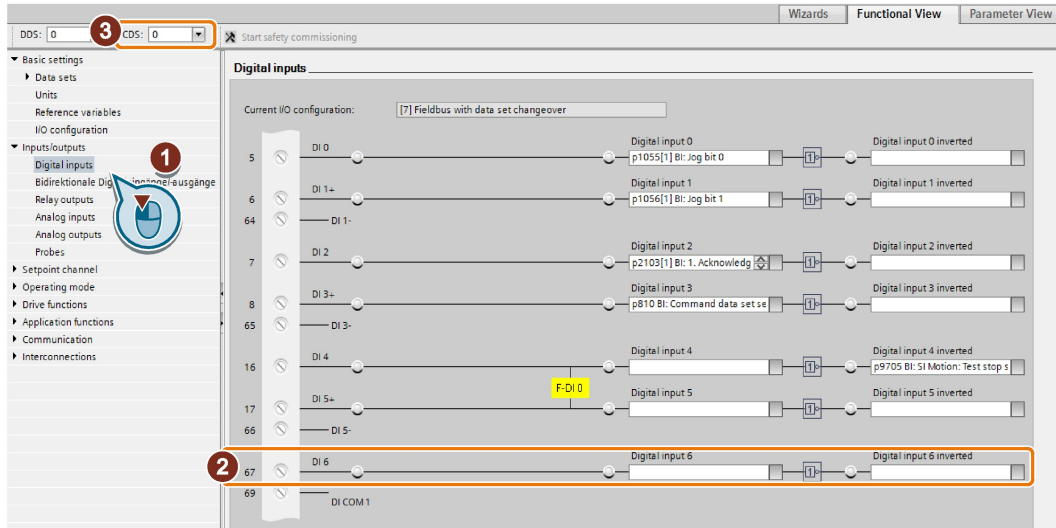 Wizards
Functional View
Parameter View
DDS: 0
3
CDS: 0
Start safety commissioning
Basic settings
Data sets
Units
Reference variables
I/O configuration
Inputs/outputs
Digital inputs
1
Relay outputs
Analog inputs
Analog outputs
Probes
Setpoint channel
Operating mode
Drive functions
Application functions
Communication
Interconnections
Digital inputs
Current I/O configuration: [7] Fieldbus with data set changeover
Digital input 0
Digital input 0 inverted
5 DI 0 p1055[1] BI: Jog bit 0 1
Digital input 1
Digital input 1 inverted
6 DI 1+ p1056[1] BI: Jog bit 1 1
64 DI 1-
Digital input 2
Digital input 2 inverted
7 DI 2 p2103[1] BI: 1. Acknowledg 1
Digital input 3
Digital input 3 inverted
8 DI 3+ p810 BI: Command data set se 1
65 DI 3-
Digital input 4
Digital input 4 inverted
16 DI 4 1 p9705 BI: SI Motion: Test stop s
F-DI 0
Digital input 5
Digital input 5 inverted
17 DI 5+ 1
66 DI 5-
2
Digital input 6
Digital input 6 inverted
67 DI 6 1
69 DI COM 1